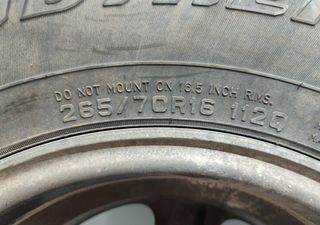 DO NOT MOUNT ON 16.5 INCH RIMS.
265/70R16 112Q